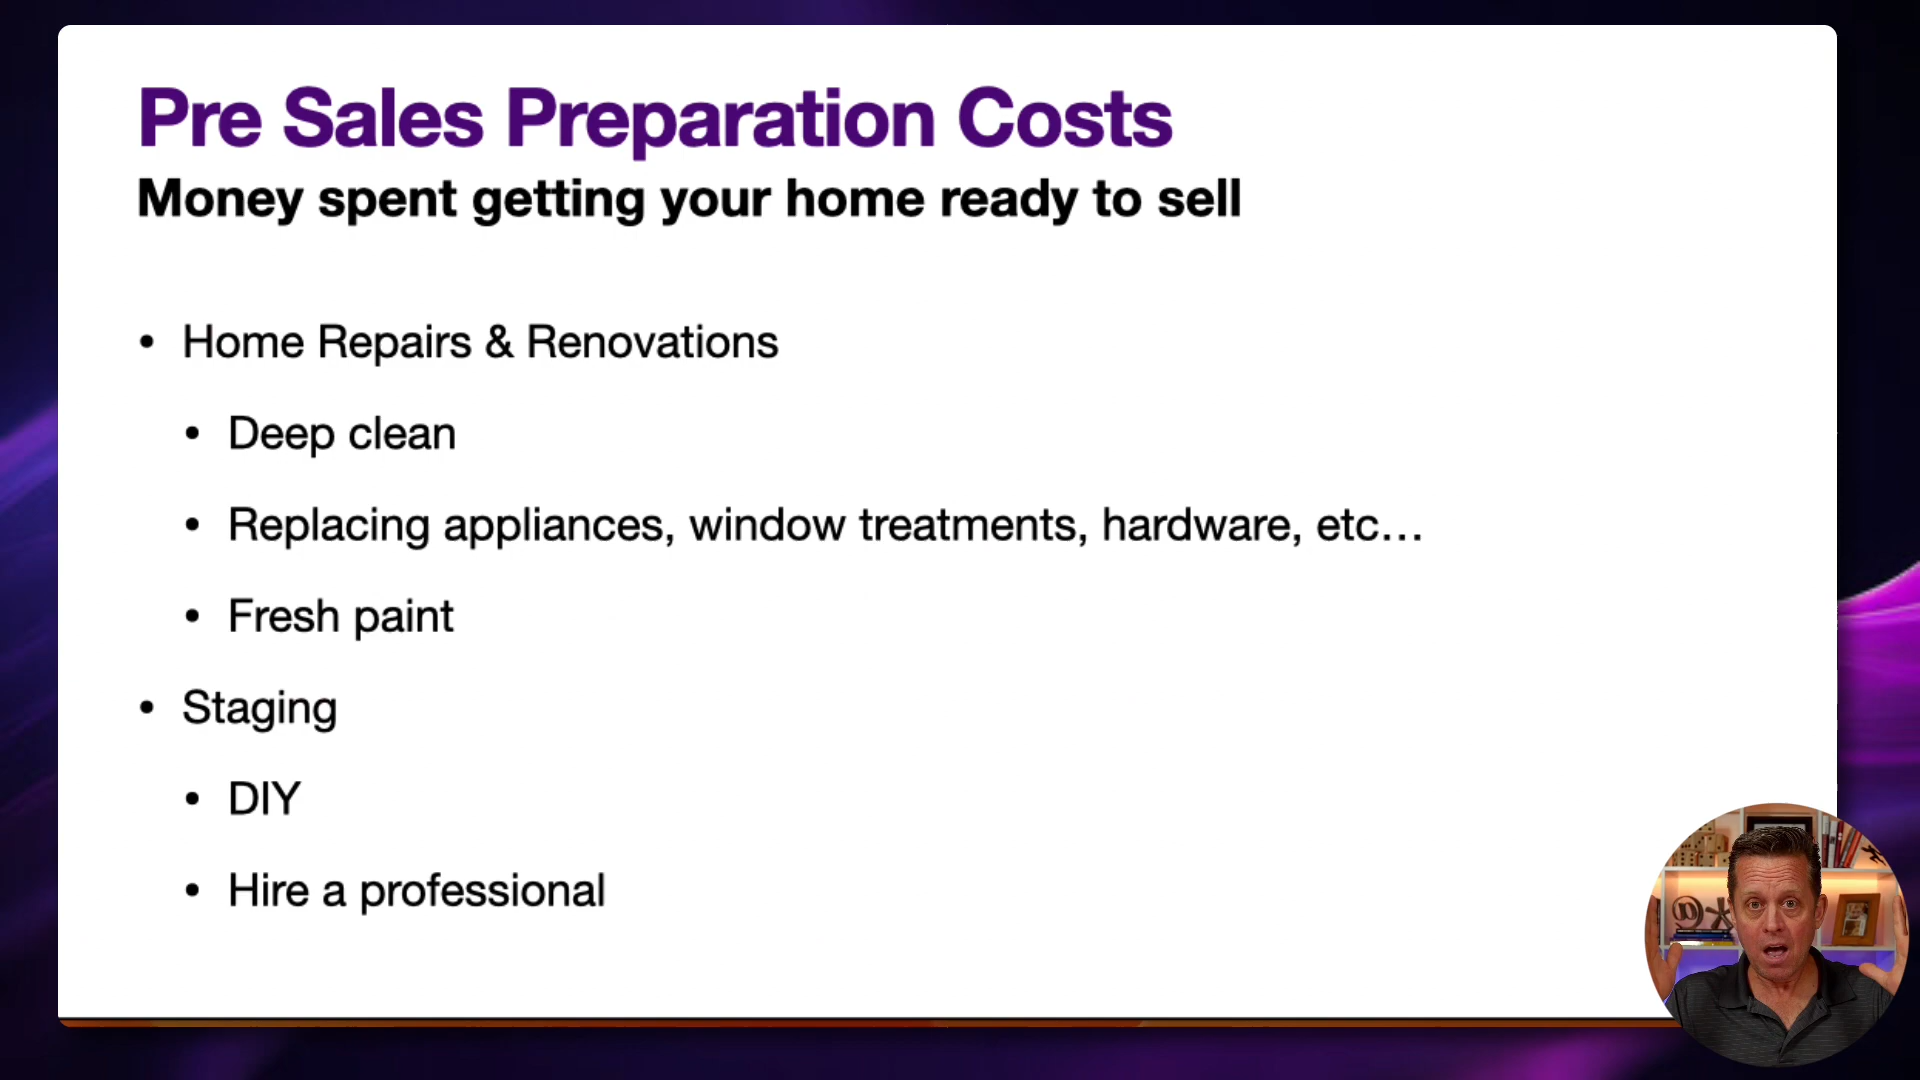 Pre Sales Preparation Costs
Money spent getting your home ready to sell
• Home Repairs & Renovations
• Deep clean
• Replacing appliances, window treatments, hardware, etc…
• Fresh paint
• Staging
• DIY
• Hire a professional